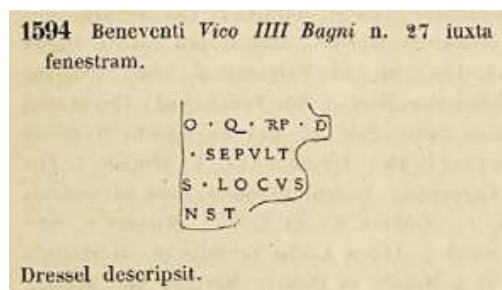 1594 Beneventi Vico IIII Bagni n. 27 iuxta
fenestram.
O · Q · RP · D
· SEPVLT
S · LOCVS
NST
Dressel descripsit.